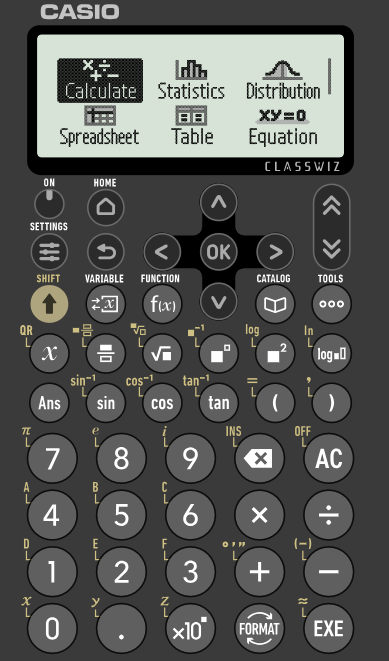 CASIO
Calculate Statistics Distribution
xy=0
Spreadsheet Table Equation
CLASSWIZ
ON HOME
SETTINGS
OK
SHIFT VARIABLE FUNCTION CATALOG TOOLS
x f(x)
QR ■⁄■ ■√□ ■⁻¹ log ln
x √■ ■□ ■² log■□
sin⁻¹ cos⁻¹ tan⁻¹ = ,
Ans sin cos tan ( )
π e i INS OFF
7 8 9 ⌫ AC
A B C
4 5 6 × ÷
D E F ° ′ ″ (−)
1 2 3 + −
x y z ≈
0 . ×10■ FORMAT EXE